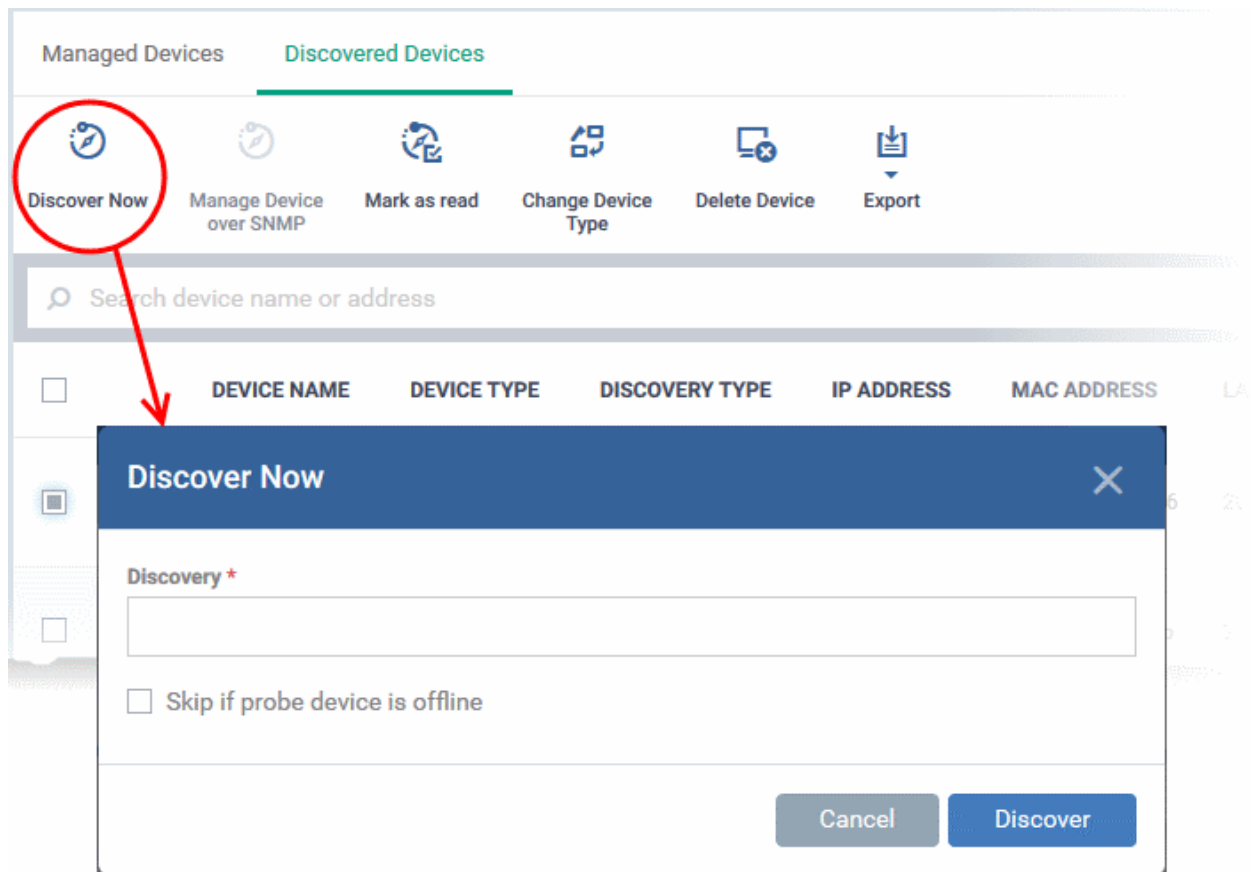 Managed Devices Discovered Devices
Discover Now Manage Device over SNMP Mark as read Change Device Type Delete Device Export
Search device name or address
DEVICE NAME DEVICE TYPE DISCOVERY TYPE IP ADDRESS MAC ADDRESS
Discover Now
6
Discovery *
Skip if probe device is offline
Cancel Discover